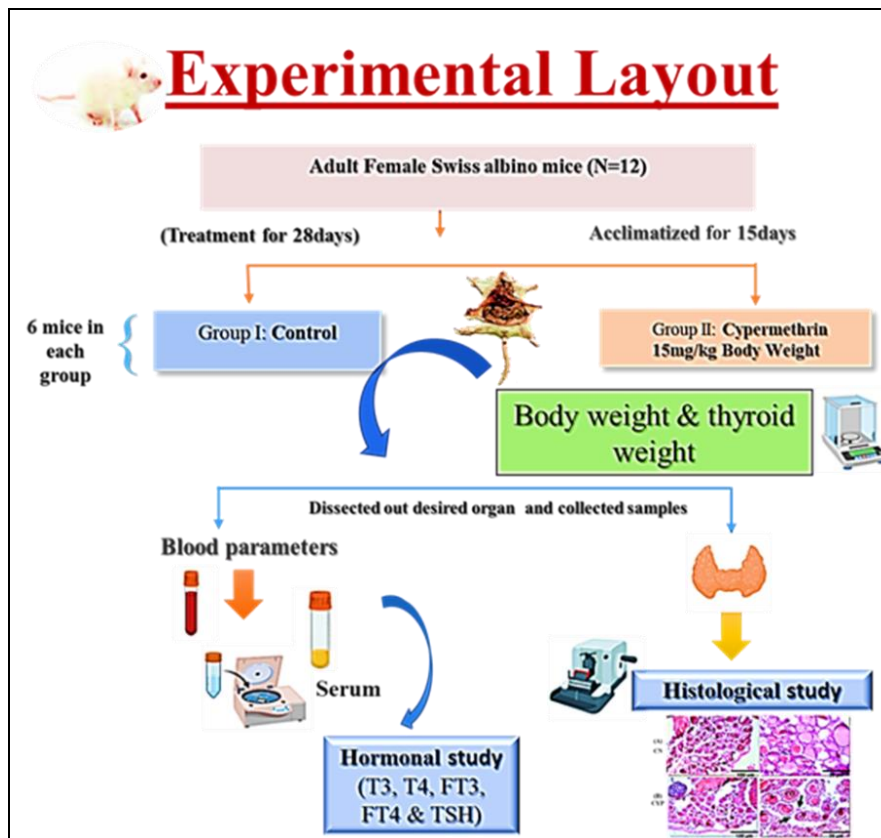 Experimental Layout
Adult Female Swiss albino mice (N=12)
(Treatment for 28days)
Acclimatized for 15days
6 mice in
each
group
Group I: Control
Group II: Cypermethrin
15mg/kg Body Weight
Body weight & thyroid
weight
Dissected out desired organ and collected samples
Blood parameters
Serum
Histological study
Hormonal study
(T3, T4, FT3,
FT4 & TSH)